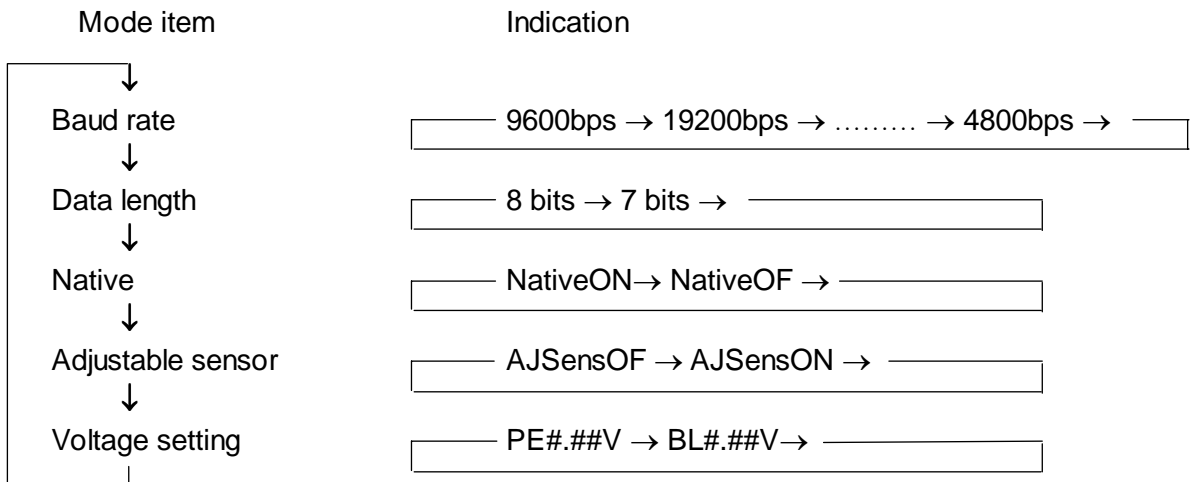 Mode item Indication
Baud rate 9600bps → 19200bps → ……… → 4800bps →
Data length 8 bits → 7 bits →
Native NativeON→ NativeOF →
Adjustable sensor AJSensOF → AJSensON →
Voltage setting PE#.##V → BL#.##V→